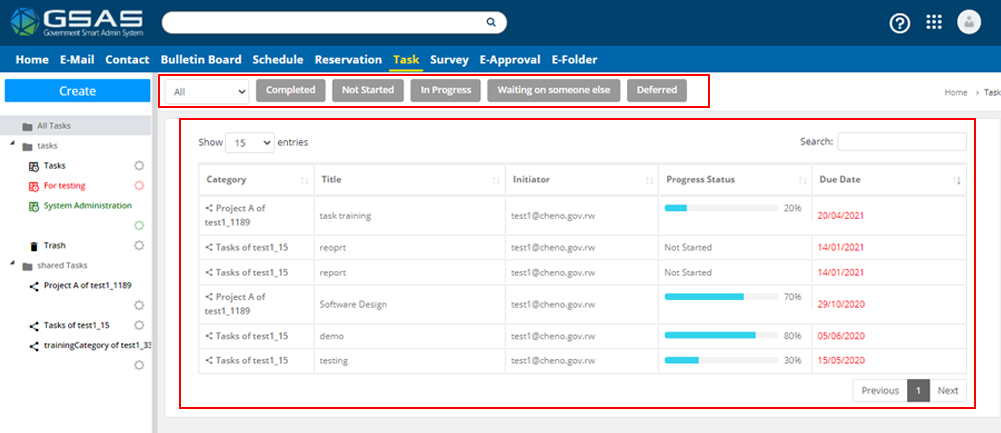 GSAS
Government Smart Admin System
Home E-Mail Contact Bulletin Board Schedule Reservation Task Survey E-Approval E-Folder
Create
All Completed Not Started In Progress Waiting on someone else Deferred
Home > Task
All Tasks
tasks
Tasks
For testing
System Administration
Trash
shared Tasks
Project A of test1_1189
Tasks of test1_15
trainingCategory of test1_33
Show 15 entries Search:
Category Title Initiator Progress Status Due Date
Project A of
test1_1189 task training test1@cheno.gov.rw 20% 20/04/2021
Tasks of test1_15 reoprt test1@cheno.gov.rw Not Started 14/01/2021
Tasks of test1_15 report test1@cheno.gov.rw Not Started 14/01/2021
Project A of
test1_1189 Software Design test1@cheno.gov.rw 70% 29/10/2020
Tasks of test1_15 demo test1@cheno.gov.rw 80% 05/06/2020
Tasks of test1_15 testing test1@cheno.gov.rw 30% 15/05/2020
Previous 1 Next